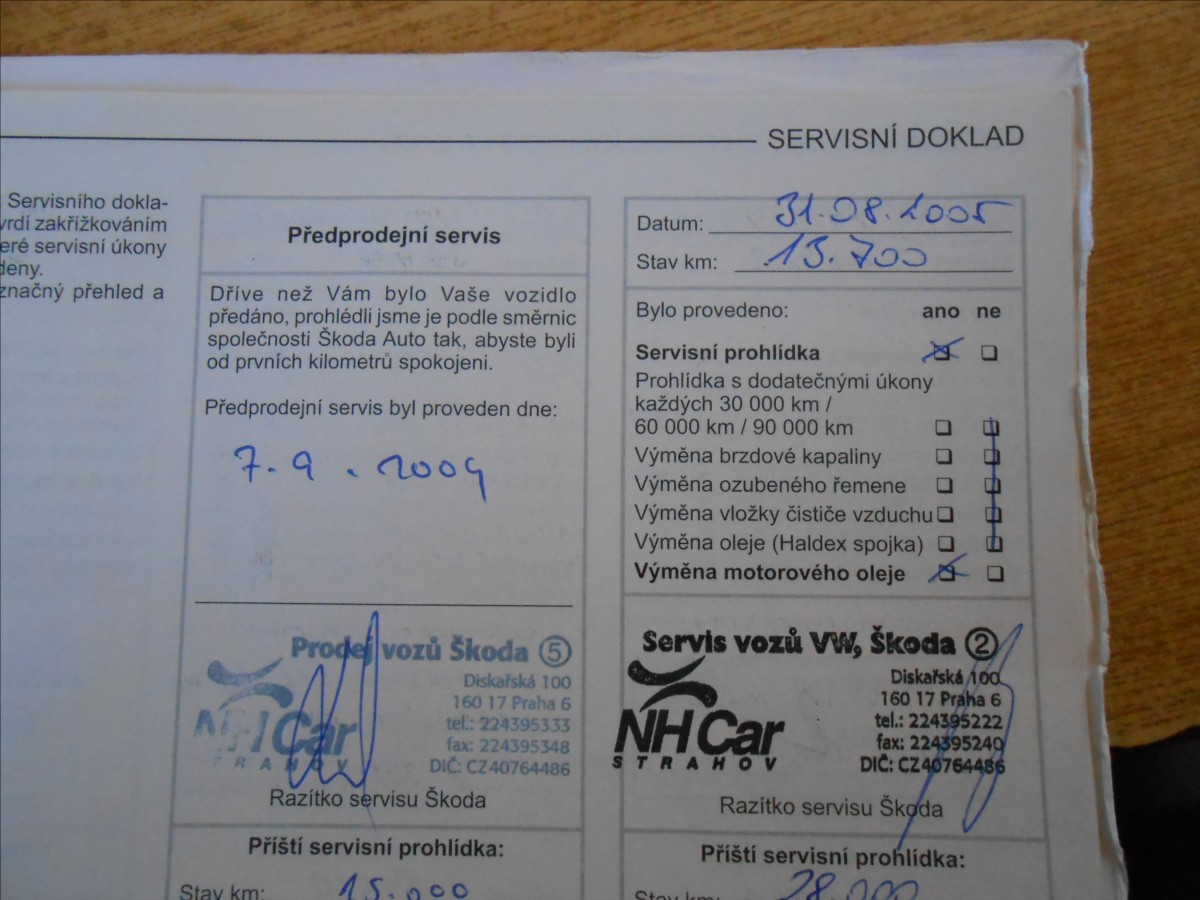 SERVISNÍ DOKLAD
Servisního dokla-
vrdí zakřížkováním
eré servisní úkony
deny.
značný přehled a
Předprodejní servis
Dříve než Vám bylo Vaše vozidlo
předáno, prohlédli jsme je podle směrnic
společnosti Škoda Auto tak, abyste byli
od prvních kilometrů spokojeni.
Předprodejní servis byl proveden dne:
7.9.2004
Prodej vozů Škoda 5
Diskařská 100
160 17 Praha 6
tel.: 224395333
fax: 224395348
DIČ: CZ40764486
NH Car
STRAHOV
Razítko servisu Škoda
Příští servisní prohlídka:
Stav km: 15.000
Datum: 31.08.2005
Stav km: 13.700
Bylo provedeno: ano ne
Servisní prohlídka
Prohlídka s dodatečnými úkony
každých 30 000 km /
60 000 km / 90 000 km
Výměna brzdové kapaliny
Výměna ozubeného řemene
Výměna vložky čističe vzduchu
Výměna oleje (Haldex spojka)
Výměna motorového oleje
Servis vozů VW, Škoda 2
Diskařská 100
160 17 Praha 6
tel.: 224395222
fax: 224395240
DIČ: CZ40764486
NH Car
STRAHOV
Razítko servisu Škoda
Příští servisní prohlídka:
Stav km: 28.000